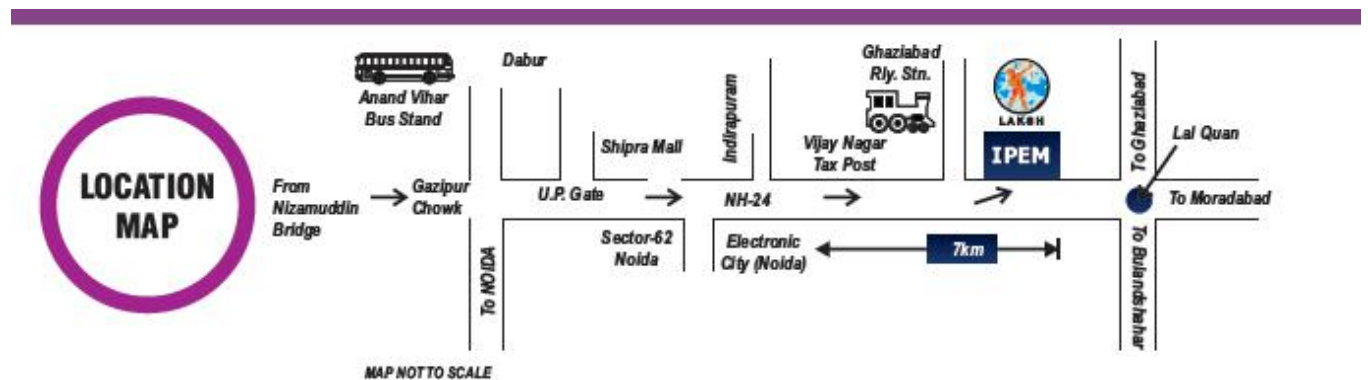 LOCATION
MAP
From
Nizamuddin
Bridge
Anand Vihar
Bus Stand
Gazipur
Chowk
To NOIDA
Dabur
U.P. Gate
Shipra Mall
Sector-62
Noida
Indirapuram
NH-24
Electronic
City (Noida)
Vijay Nagar
Tax Post
Ghaziabad
Rly. Stn.
LAKSH
IPEM
7km
To Ghaziabad
Lal Quan
To Moradabad
To Bulandshahar
MAP NOT TO SCALE